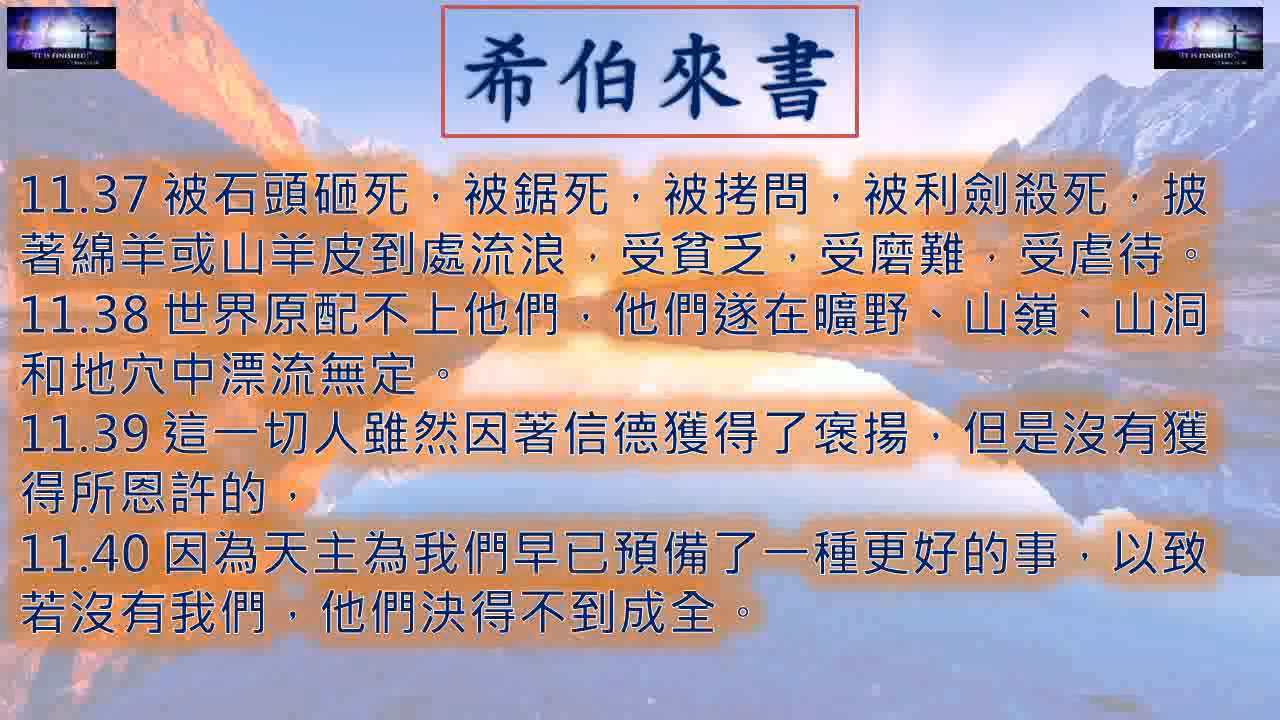 希伯來書
"IT IS FINISHED!"
"IT IS FINISHED!"
11.37 被石頭砸死，被鋸死，被拷問，被利劍殺死，披
著綿羊或山羊皮到處流浪，受貧乏，受磨難，受虐待。
11.38 世界原配不上他們，他們遂在曠野、山嶺、山洞
和地穴中漂流無定。
11.39 這一切人雖然因著信德獲得了褒揚，但是沒有獲
得所恩許的，
11.40 因為天主為我們早已預備了一種更好的事，以致
若沒有我們，他們決得不到成全。